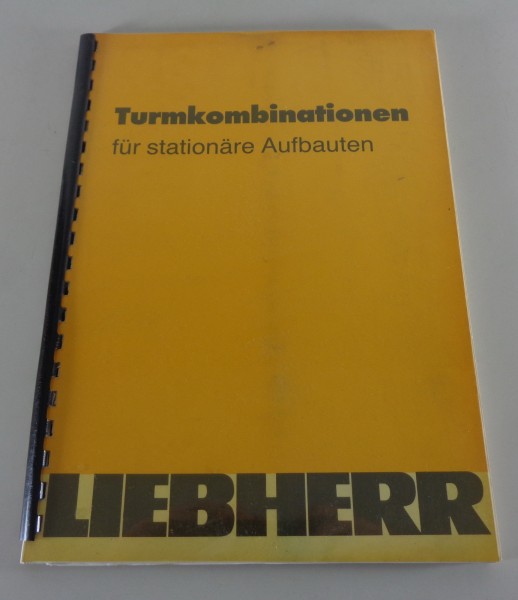 Turmkombinationen
für stationäre Aufbauten
LIEBHERR